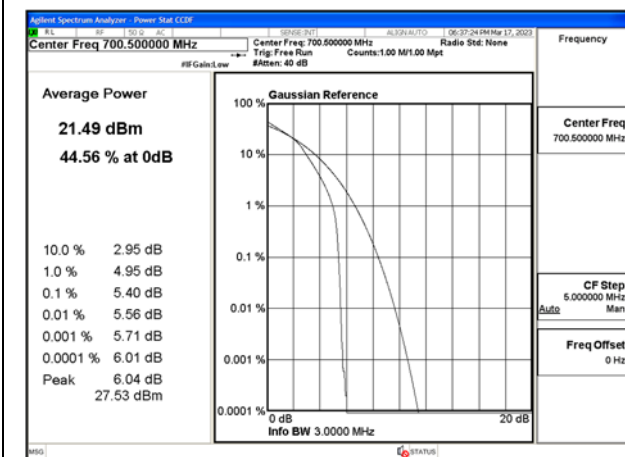 Agilent Spectrum Analyzer - Power Stat CCDF
RL RF 50 Ω AC SENSE:INT ALIGN AUTO 06:37:24 PM Mar 17, 2023
Center Freq 700.500000 MHz
Center Freq: 700.500000 MHz Radio Std: None
Trig: Free Run Counts:1.00 M/1.00 Mpt
#IFGain:Low #Atten: 40 dB
Frequency
Average Power
21.49 dBm
44.56 % at 0dB
10.0 % 2.95 dB
1.0 % 4.95 dB
0.1 % 5.40 dB
0.01 % 5.56 dB
0.001 % 5.71 dB
0.0001 % 6.01 dB
Peak 6.04 dB
27.53 dBm
Gaussian Reference
100 %
10 %
1 %
0.1 %
0.01 %
0.001 %
0.0001 %
0 dB 20 dB
Info BW 3.0000 MHz
Center Freq
700.500000 MHz
CF Step
5.000000 MHz
Auto Man
Freq Offset
0 Hz
MSG STATUS